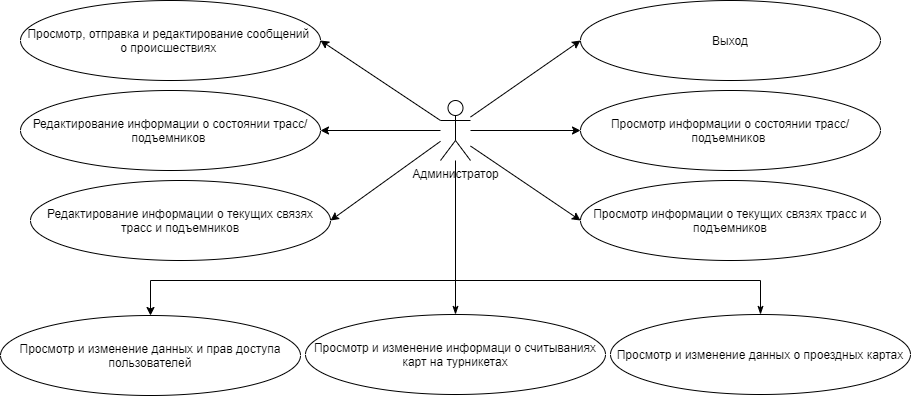 Просмотр, отправка и редактирование сообщений
о происшествиях
Выход
Редактирование информации о состоянии трасс/
подъемников
Просмотр информации о состоянии трасс/
подъемников
Администратор
Редактирование информации о текущих связях
трасс и подъемников
Просмотр информации о текущих связях трасс и
подъемников
Просмотр и изменение данных и прав доступа
пользователей
Просмотр и изменение информаци о считываниях
карт на турникетах
Просмотр и изменение данных о проездных картах